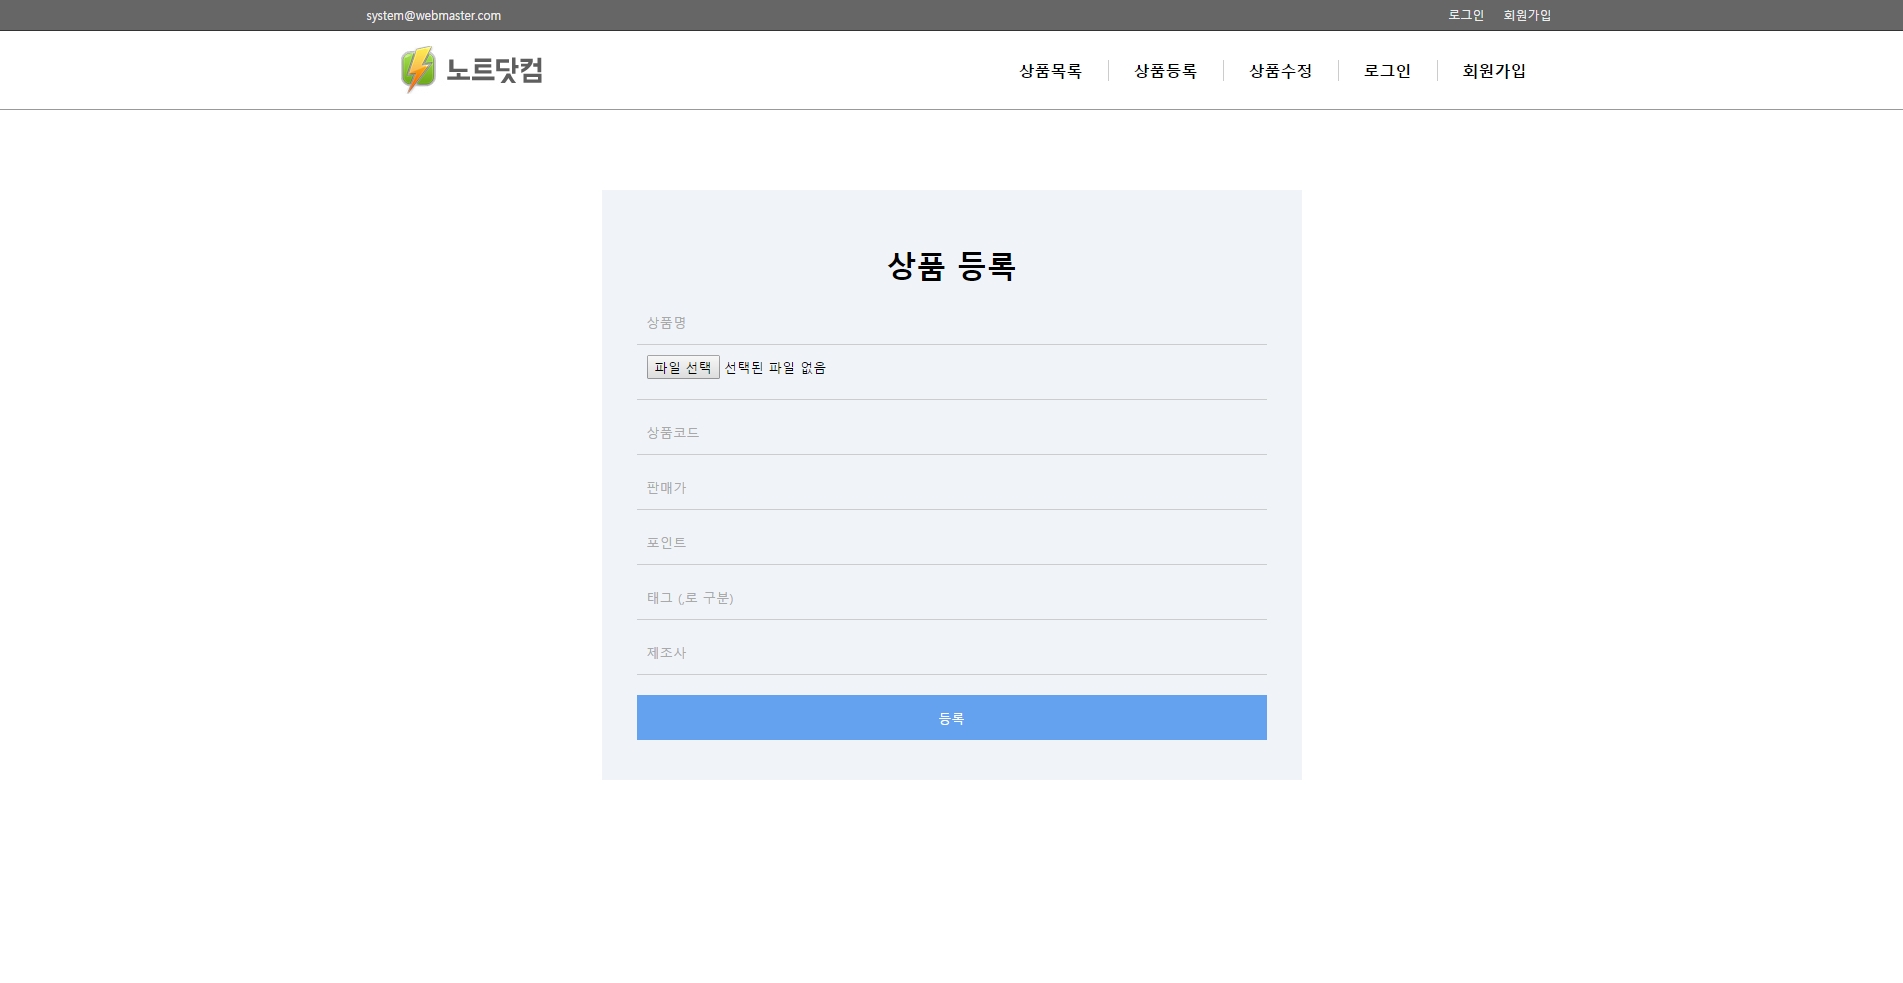 system@webmaster.com 로그인 회원가입
노트닷컴 상품목록 상품등록 상품수정 로그인 회원가입
상품 등록
상품명
파일 선택 선택된 파일 없음
상품코드
판매가
포인트
태그 (,로 구분)
제조사
등록